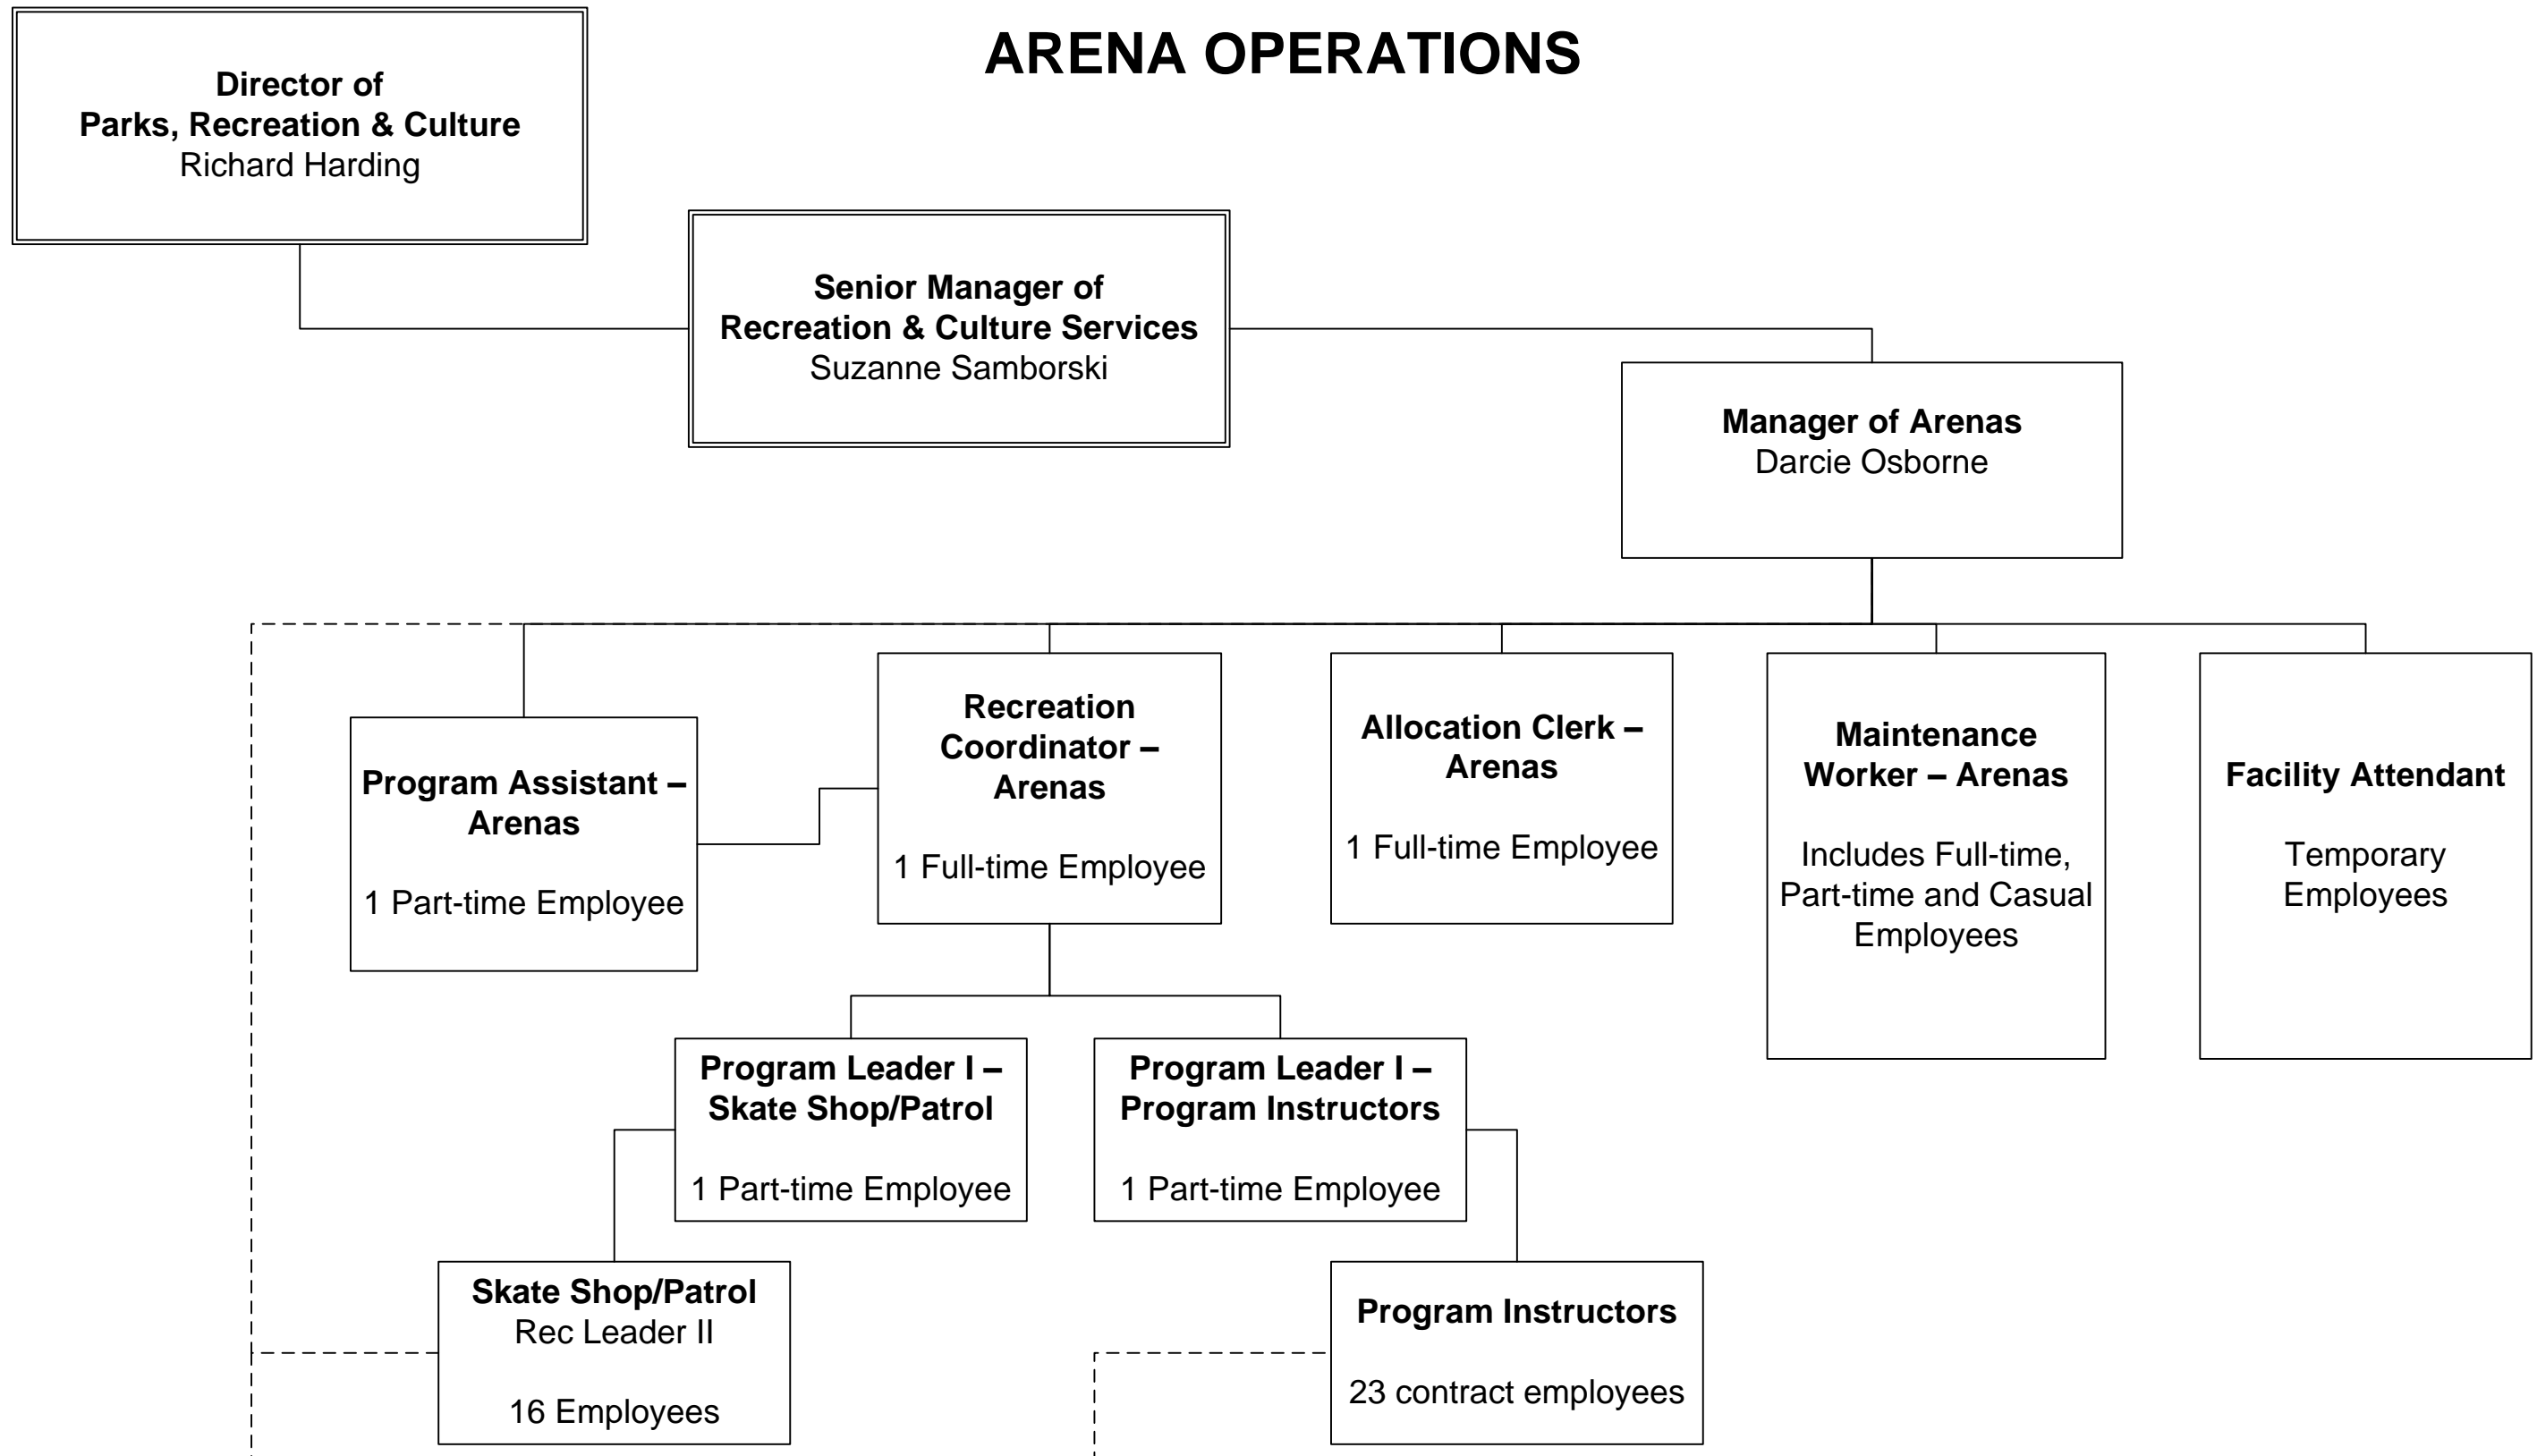 ARENA OPERATIONS
Director of
Parks, Recreation & Culture
Richard Harding
Senior Manager of
Recreation & Culture Services
Suzanne Samborski
Manager of Arenas
Darcie Osborne
Program Assistant –
Arenas
1 Part-time Employee
Recreation
Coordinator –
Arenas
1 Full-time Employee
Allocation Clerk –
Arenas
1 Full-time Employee
Maintenance
Worker – Arenas
Includes Full-time,
Part-time and Casual
Employees
Facility Attendant
Temporary
Employees
Program Leader I –
Skate Shop/Patrol
1 Part-time Employee
Program Leader I –
Program Instructors
1 Part-time Employee
Skate Shop/Patrol
Rec Leader II
16 Employees
Program Instructors
23 contract employees